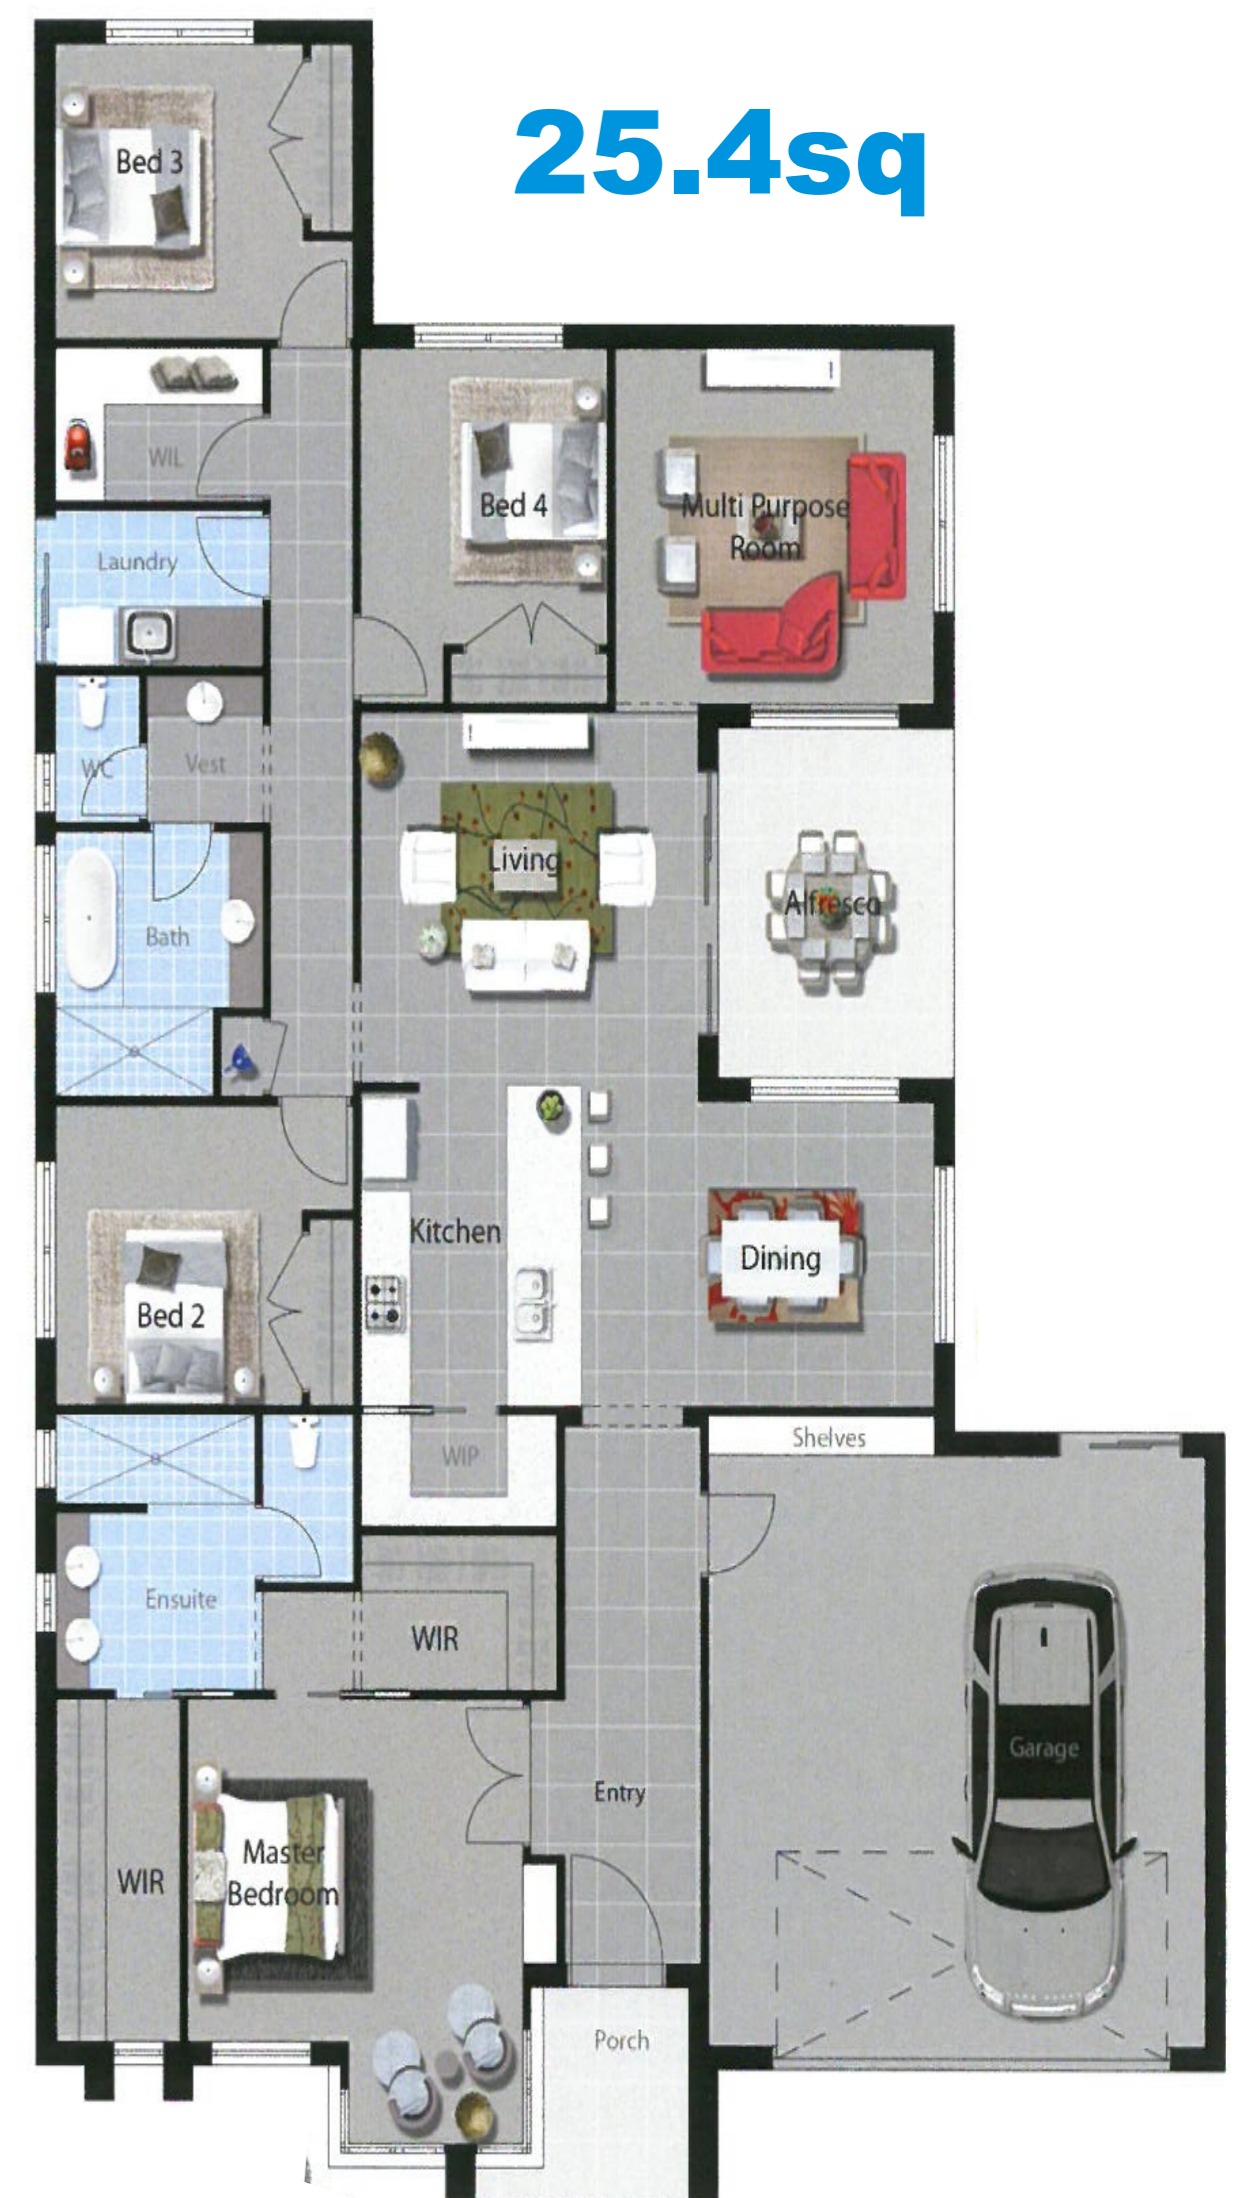 25.4sq
Bed 3
WIL
Bed 4
Multi Purpose
Room
Laundry
WC
Vest
Living
Alfresco
Bath
Kitchen
Dining
Bed 2
Shelves
WIP
Ensuite
WIR
Garage
Entry
Master
Bedroom
WIR
Porch